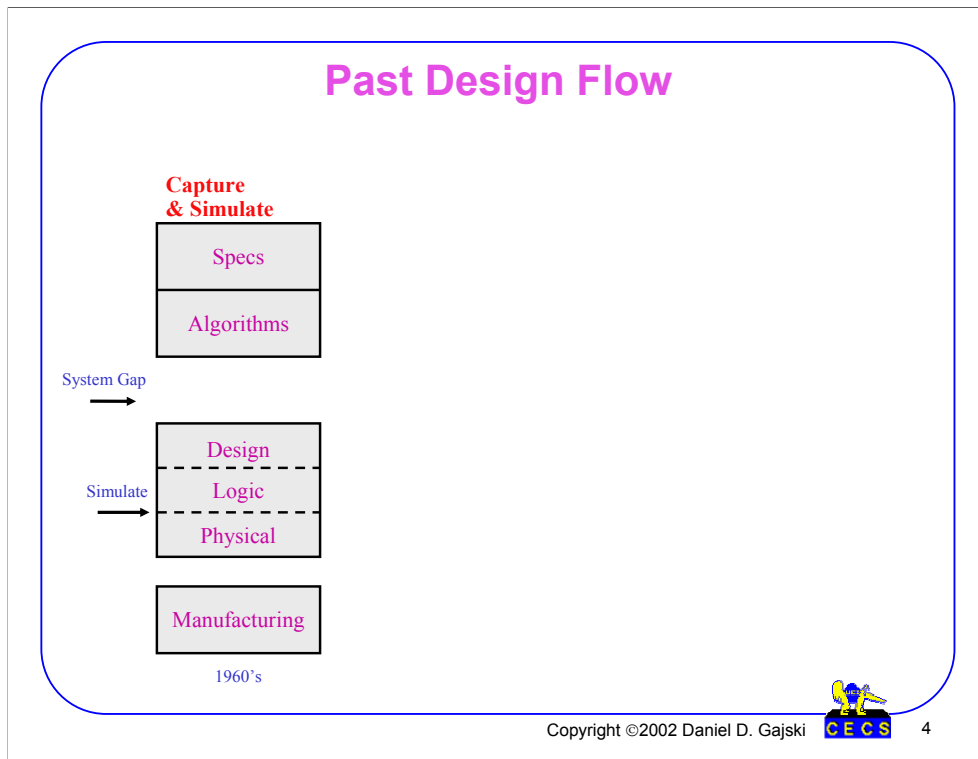 Past Design Flow
Capture
& Simulate
Specs
Algorithms
System Gap
Design
Simulate
Logic
Physical
Manufacturing
1960's
Copyright ©2002 Daniel D. Gajski
UCI
CECS
4